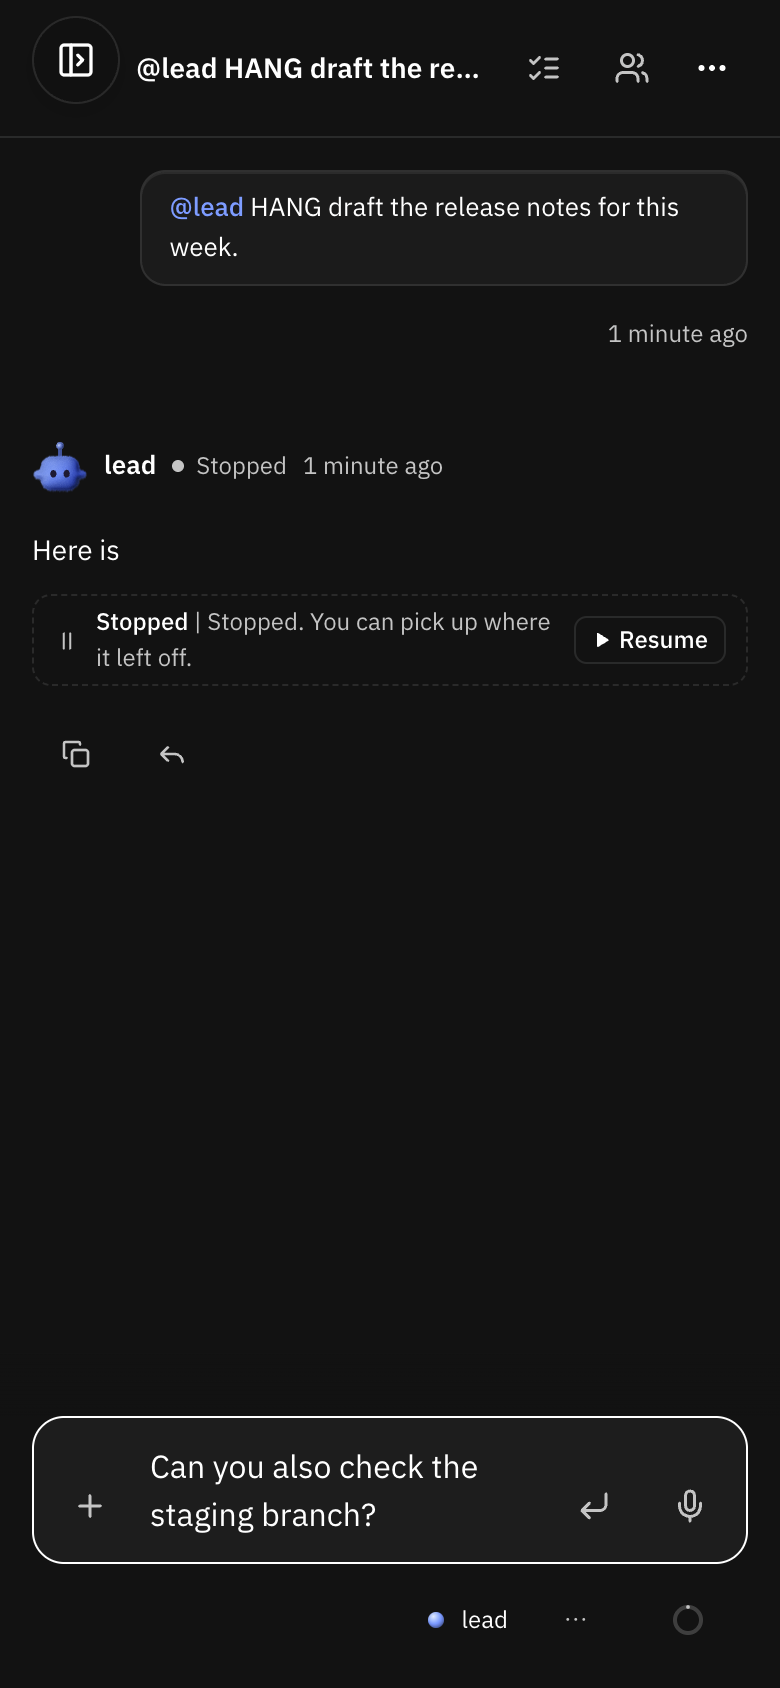 @lead HANG draft the re...
@lead HANG draft the release notes for this
week.
1 minute ago
lead Stopped 1 minute ago
Here is
Stopped | Stopped. You can pick up where
it left off.
Resume
Can you also check the
staging branch?
lead ...